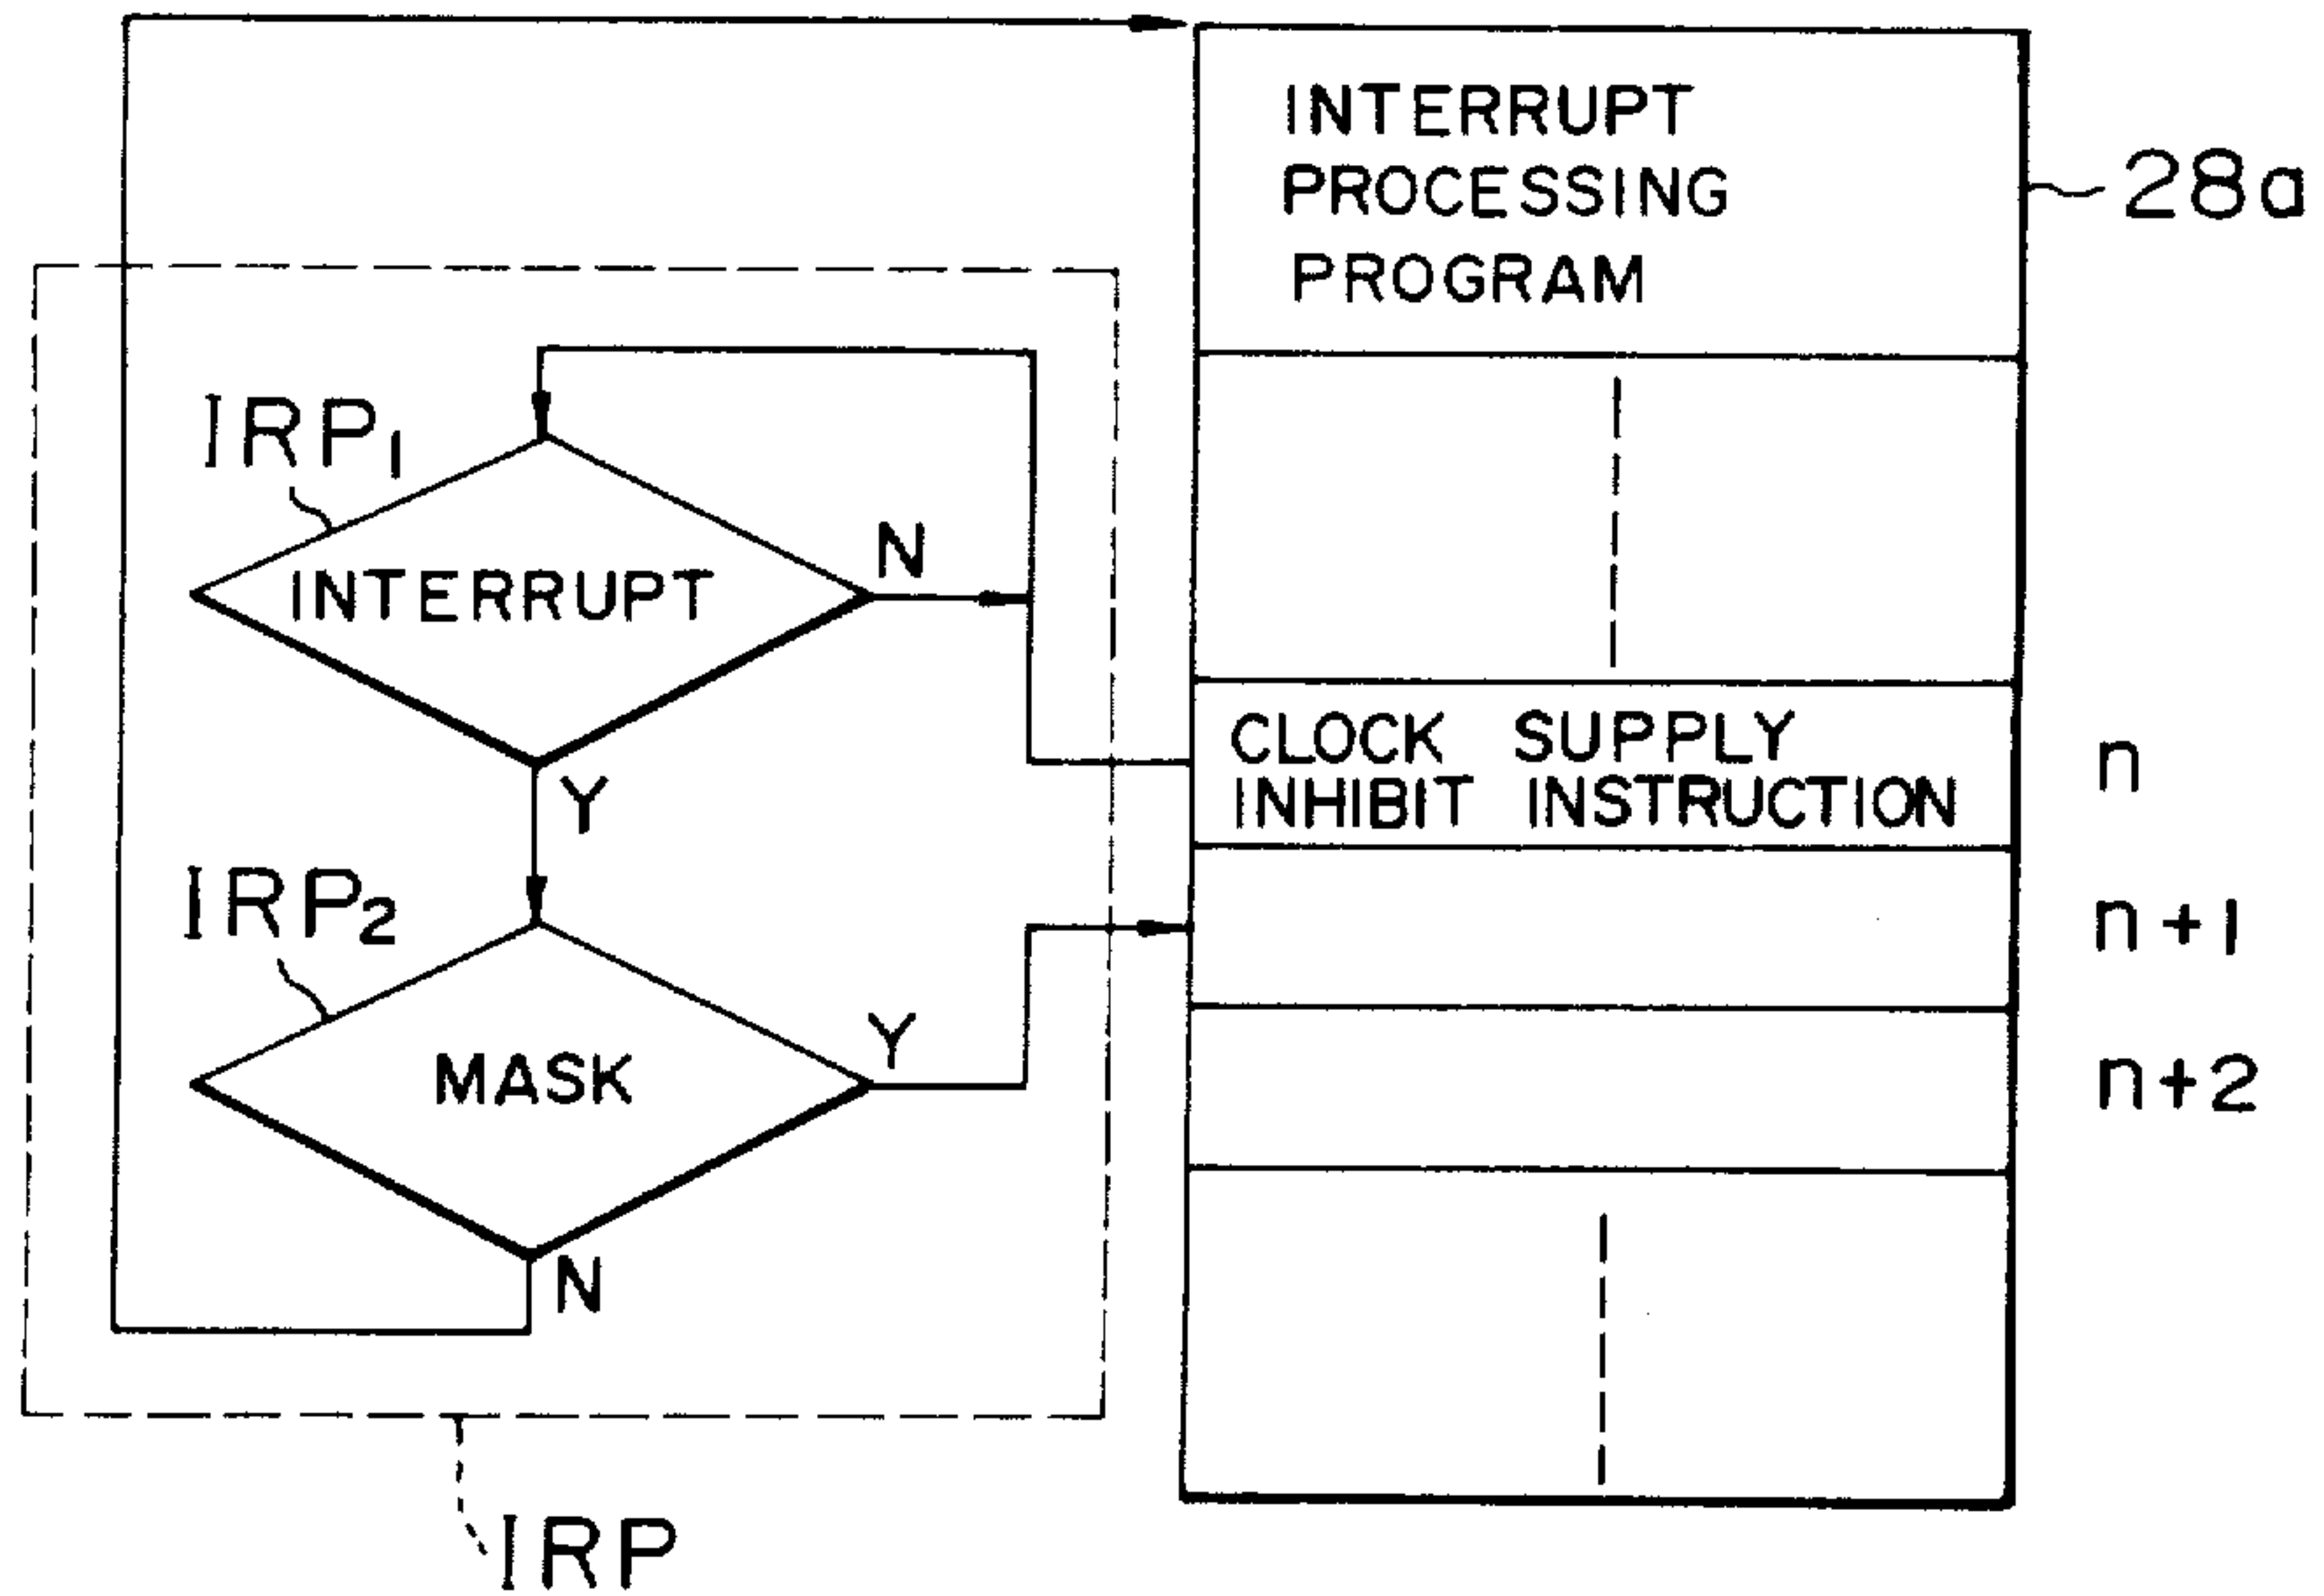 INTERRUPT
PROCESSING
PROGRAM
28a
IRP1
INTERRUPT
N
Y
CLOCK SUPPLY
INHIBIT INSTRUCTION
n
IRP2
n+1
MASK
Y
n+2
N
IRP